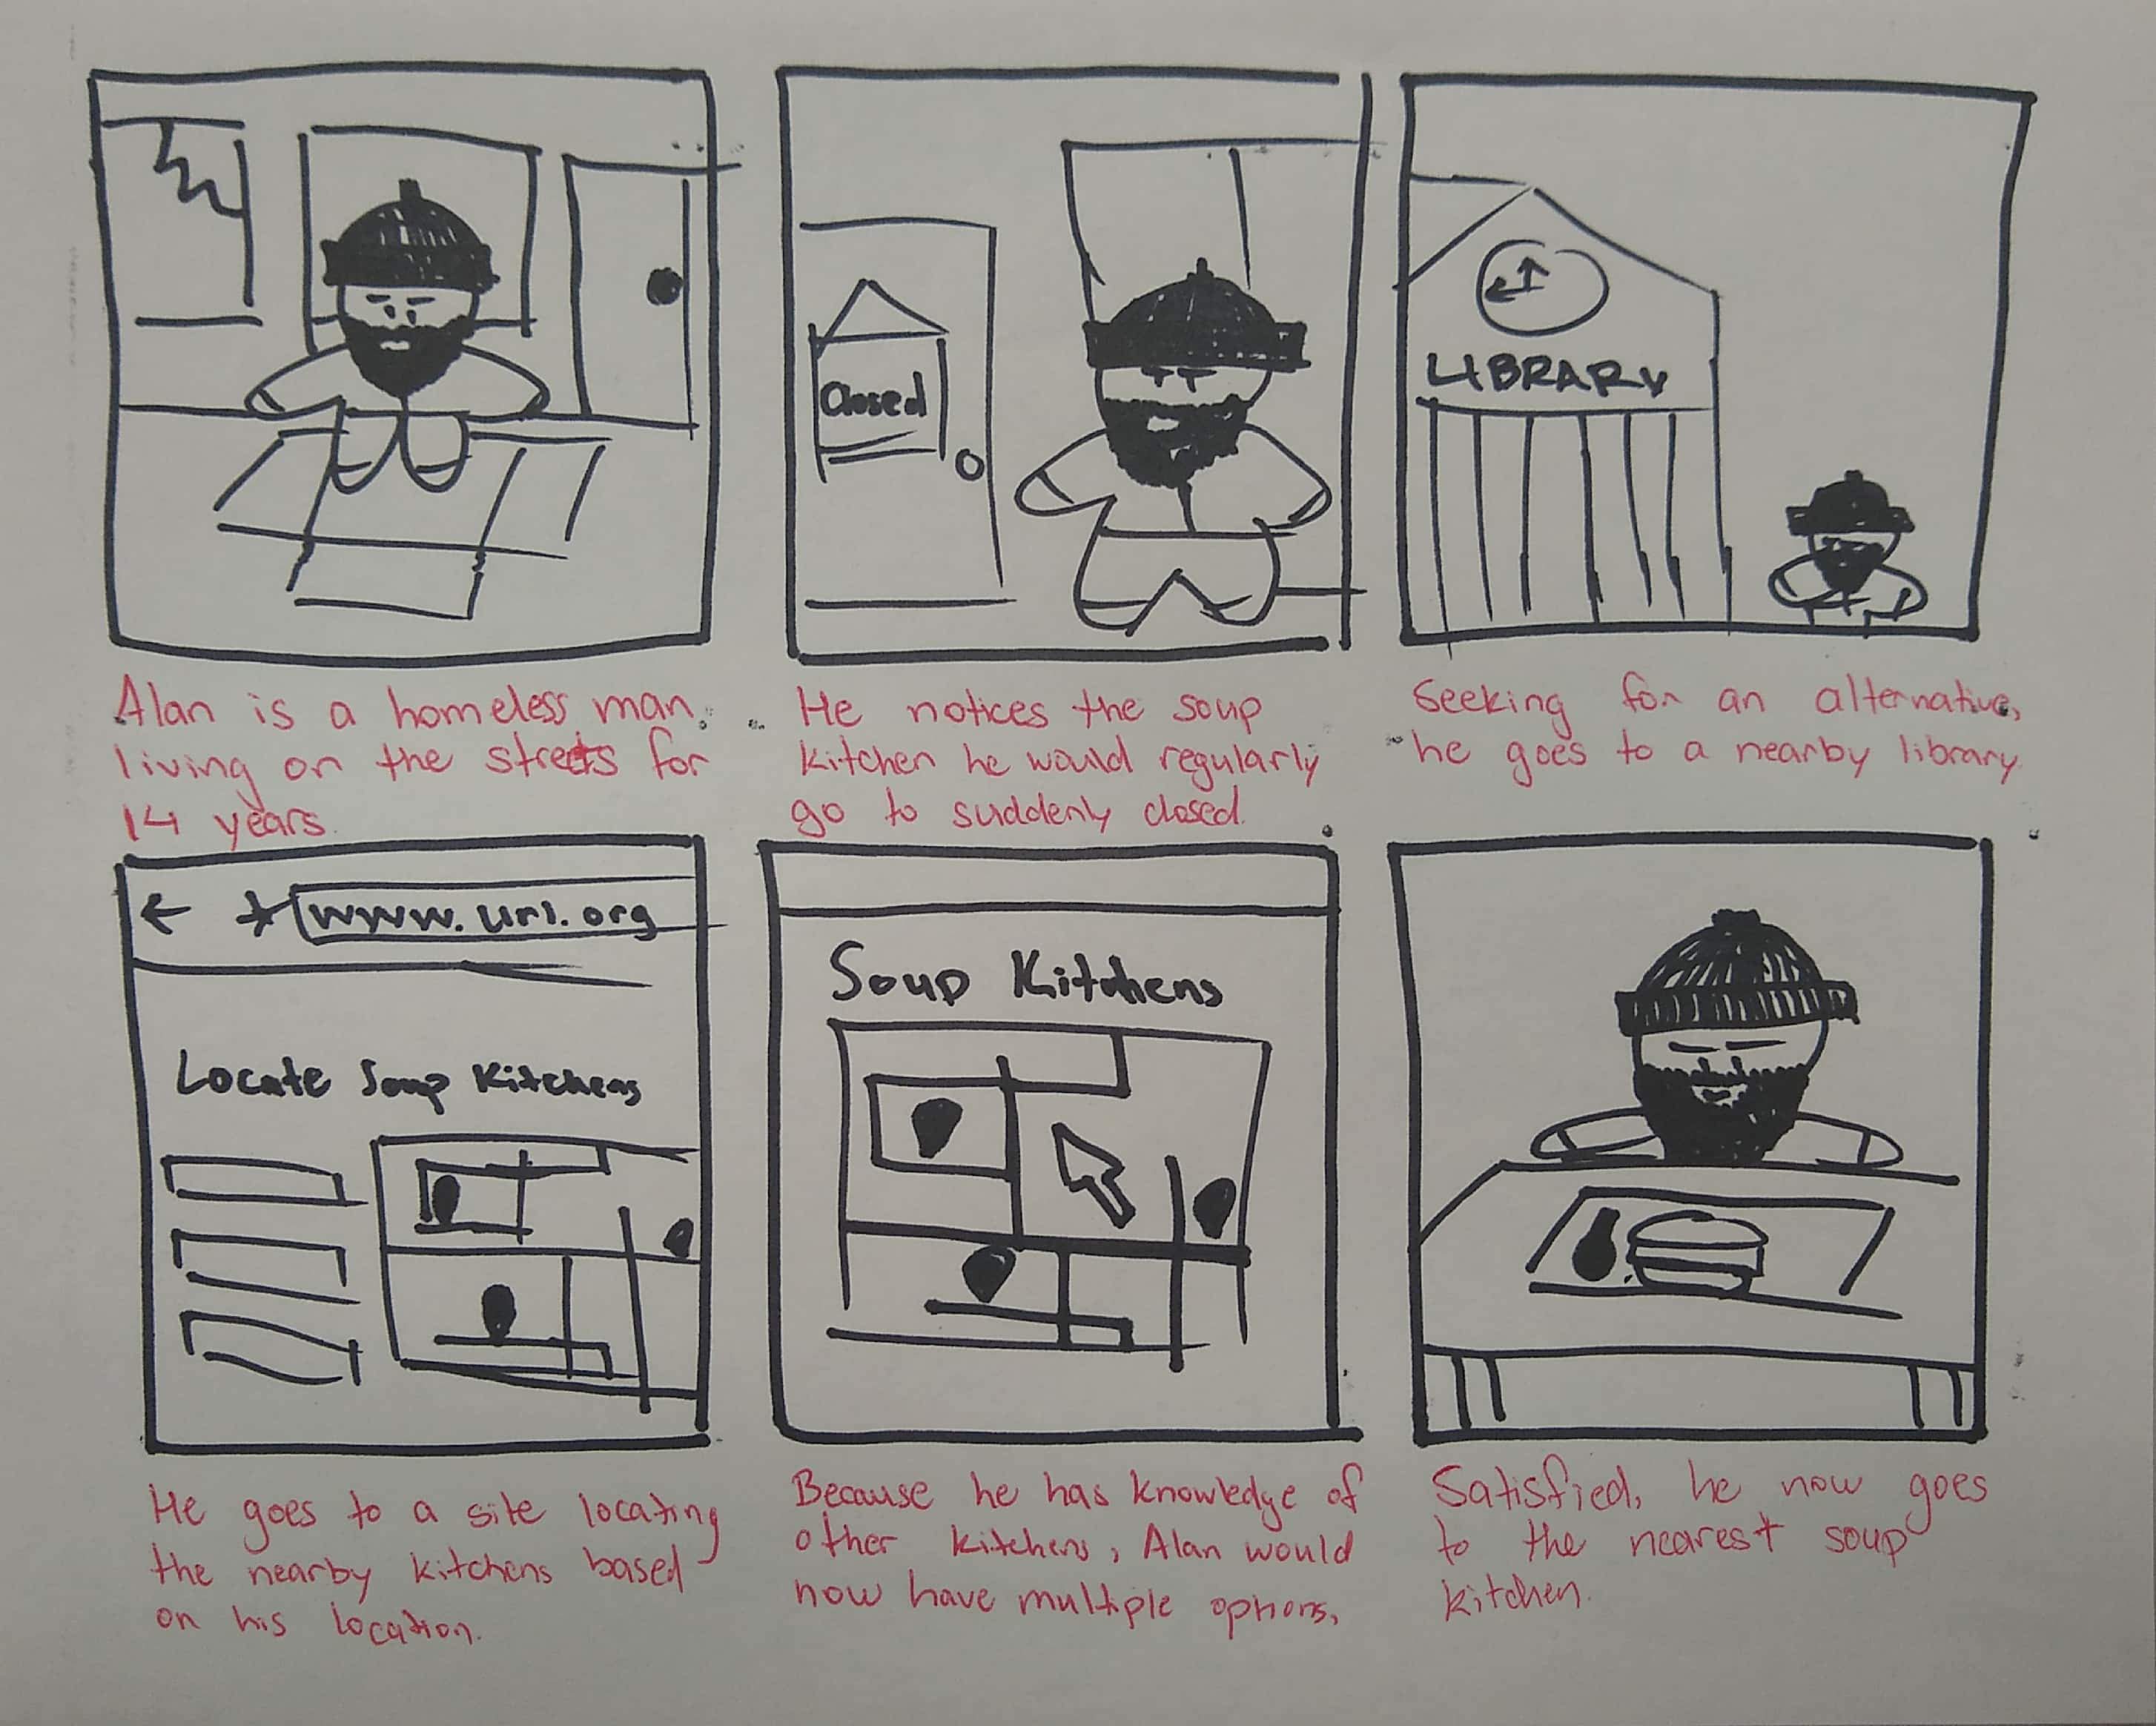 Closed
LIBRARY
Alan is a homeless man,
living on the streets for
14 years.
He notices the soup
kitchen he would regularly
go to suddenly closed.
Seeking for an alternative,
he goes to a nearby library.
www.url.org
Locate Soup Kitchens
Soup Kitchens
He goes to a site locating
the nearby kitchens based
on his location.
Because he has knowledge of
other kitchens, Alan would
now have multiple options.
Satisfied, he now goes
to the nearest soup
kitchen.